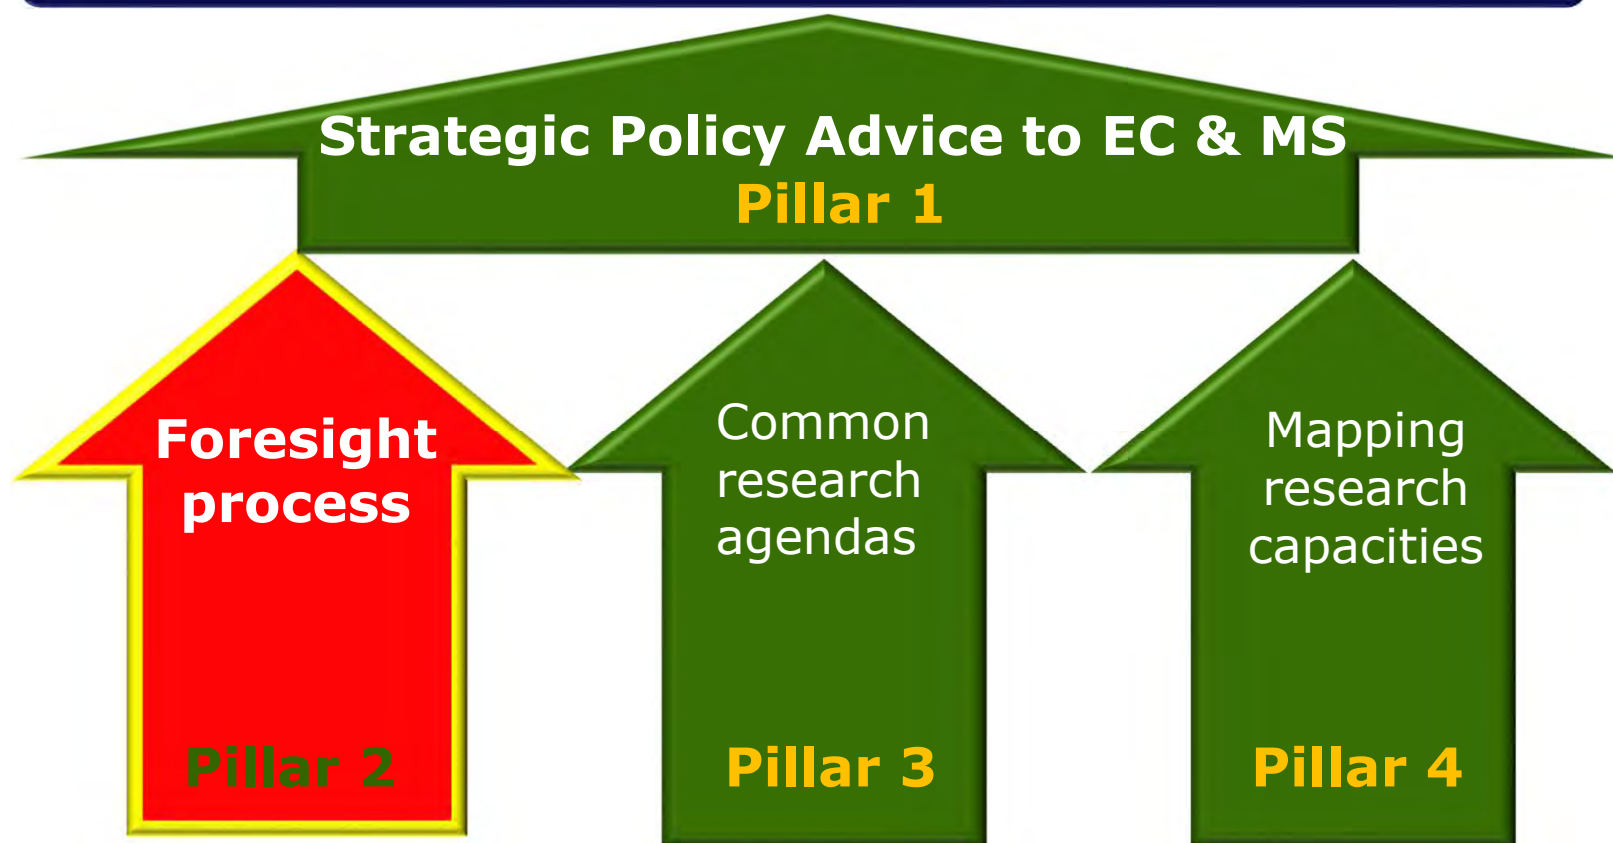 Strategic Policy Advice to EC & MS
Pillar 1
Foresight
process
Pillar 2
Common
research
agendas
Pillar 3
Mapping
research
capacities
Pillar 4